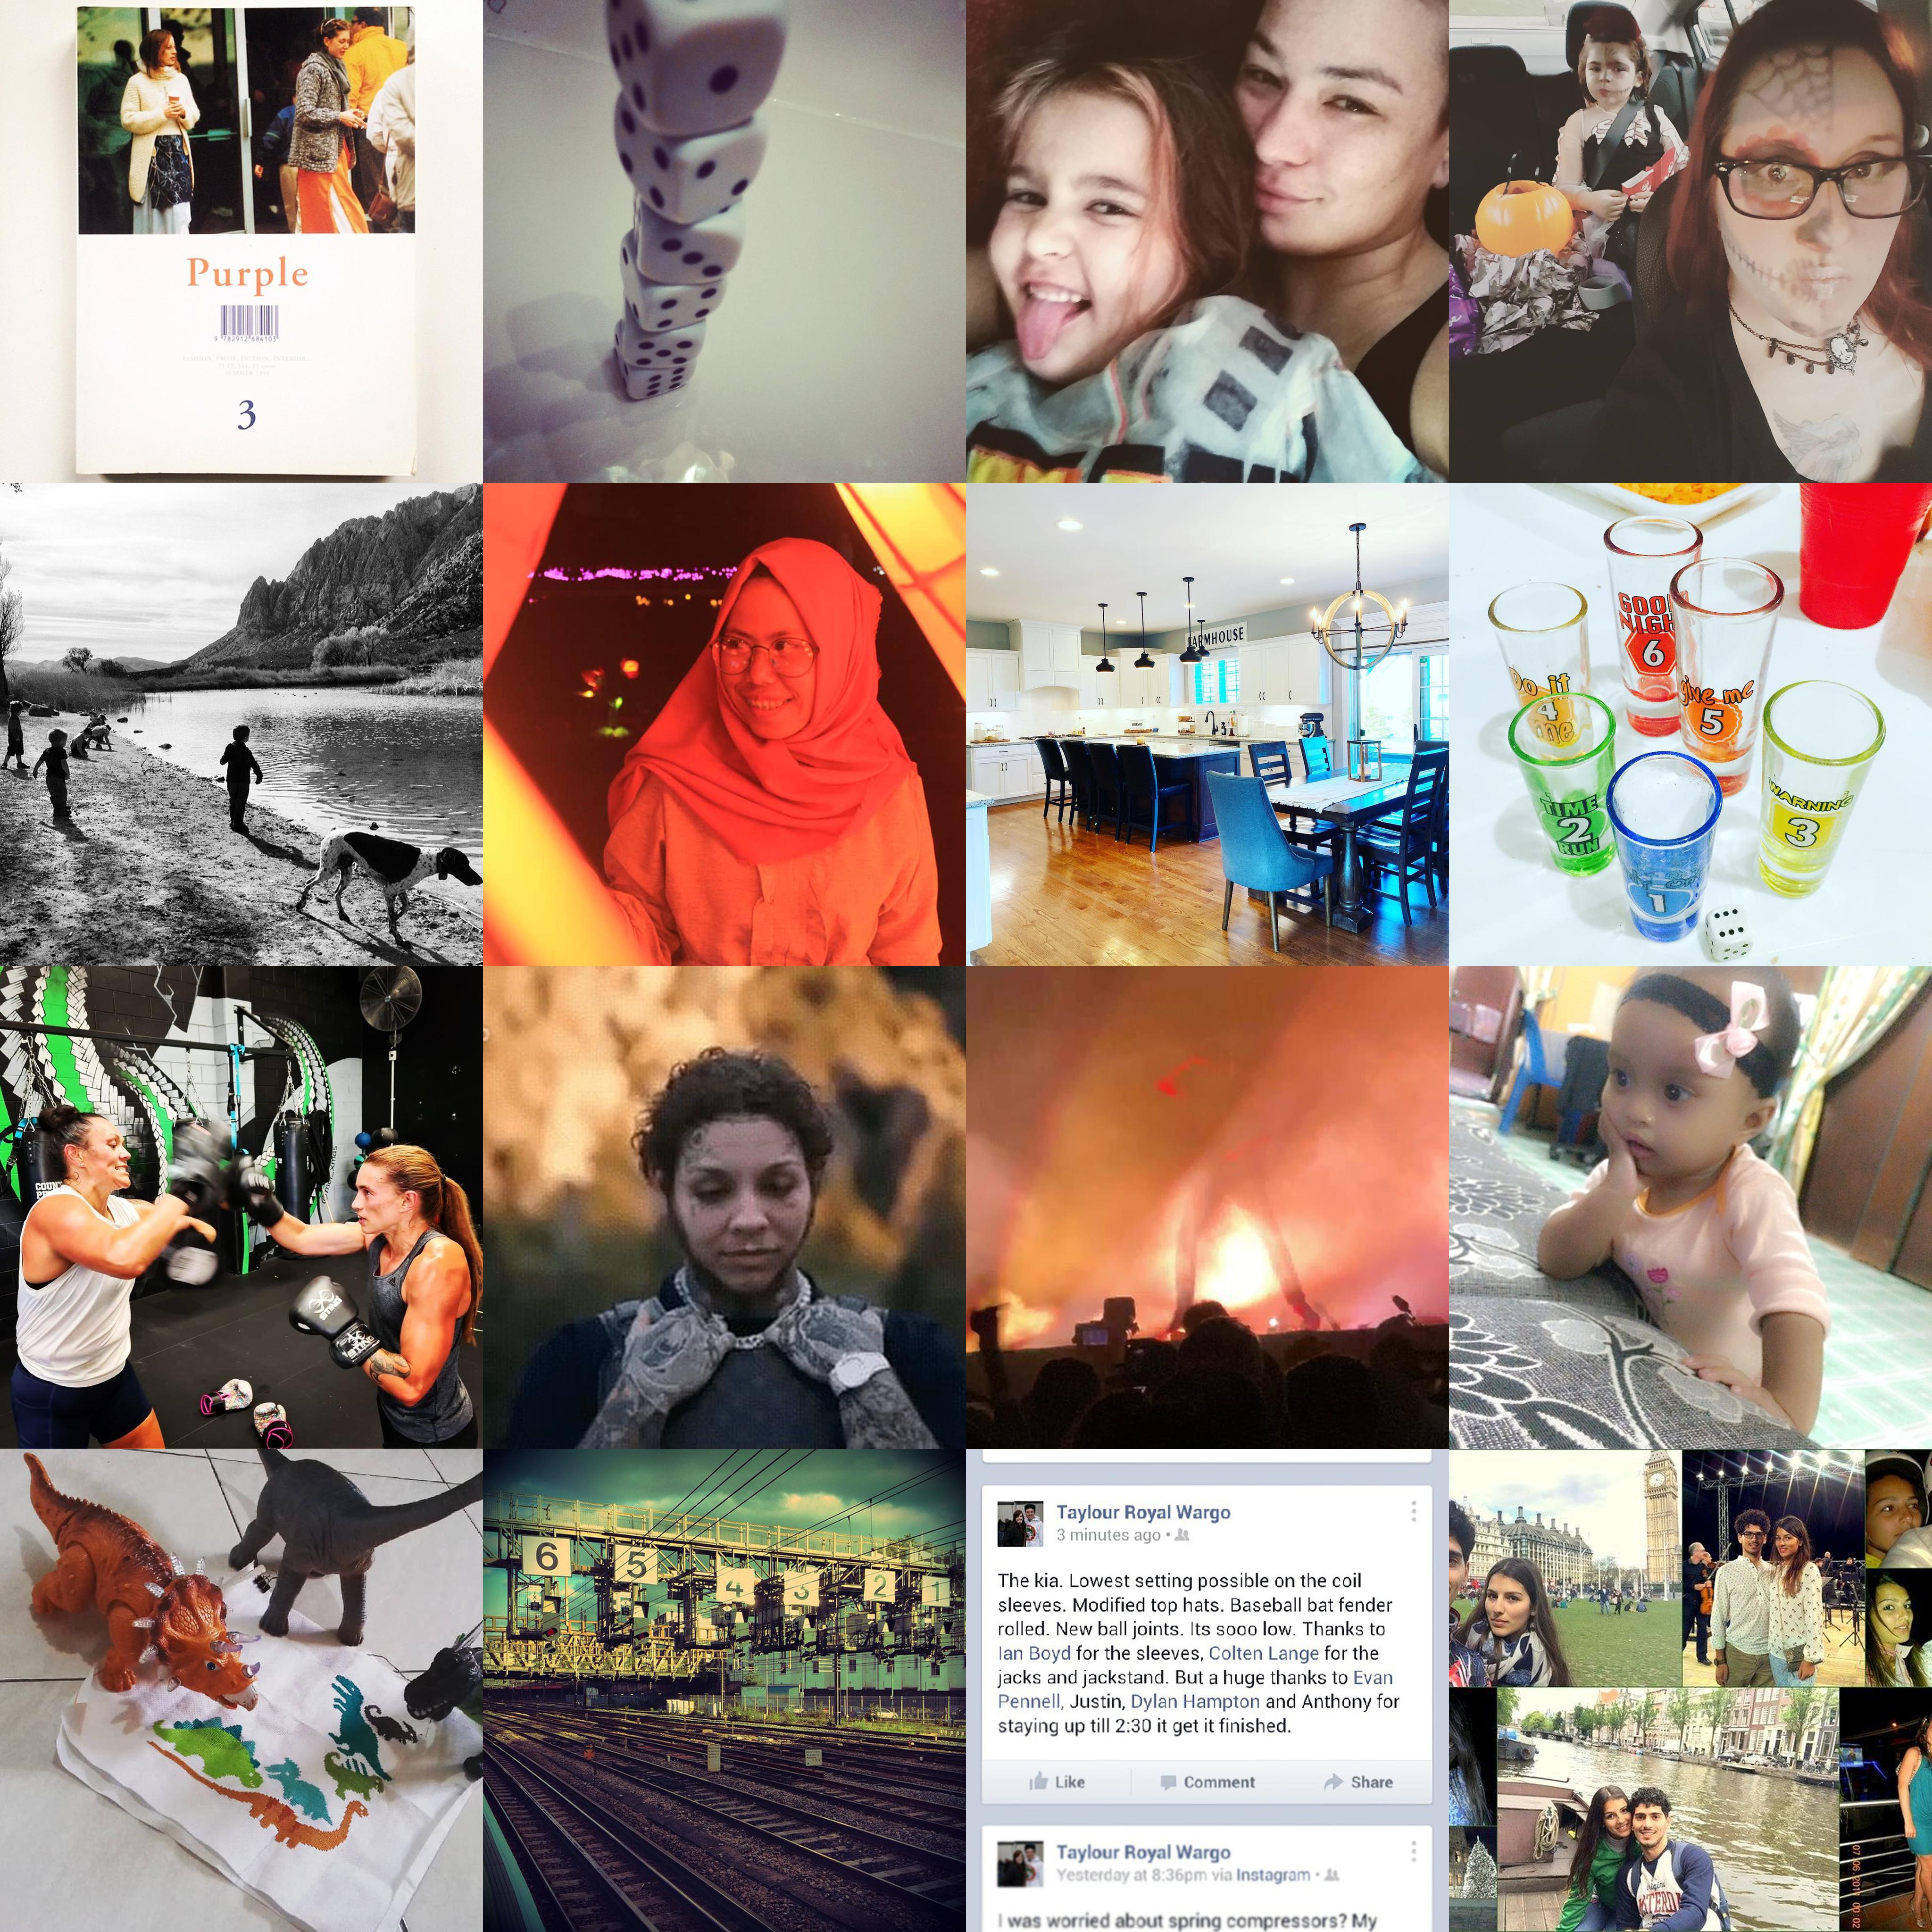 Purple
9 782912 684103
3
FARMHOUSE
GOOD
NIGHT
6
DO it
4
me
give me
5
TIME
2
RUN
WARNING
3
1
STING
6
5
4
3
2
1
Taylour Royal Wargo
3 minutes ago
The kia. Lowest setting possible on the coil
sleeves. Modified top hats. Baseball bat fender
rolled. New ball joints. Its sooo low. Thanks to
Ian Boyd for the sleeves, Colten Lange for the
jacks and jackstand. But a huge thanks to Evan
Pennell, Justin, Dylan Hampton and Anthony for
staying up till 2:30 it get it finished.
Like
Comment
Share
Taylour Royal Wargo
Yesterday at 8:36pm via Instagram
I was worried about spring compressors? My